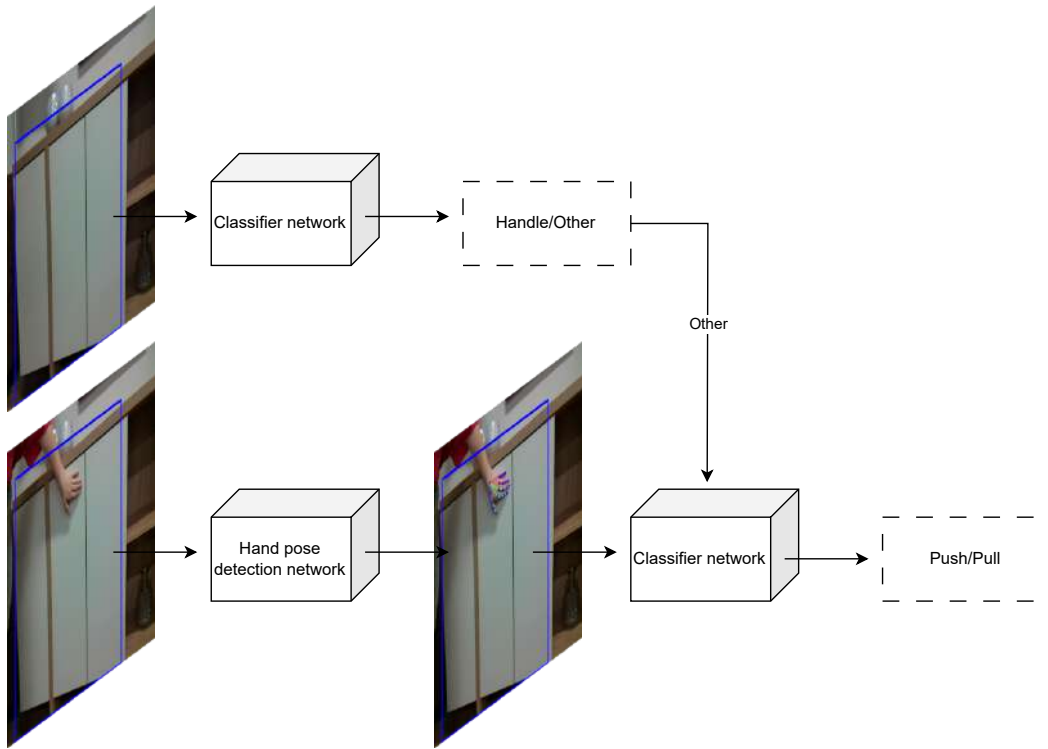 Classifier network
Handle/Other
Other
Hand pose
detection network
Classifier network
Push/Pull